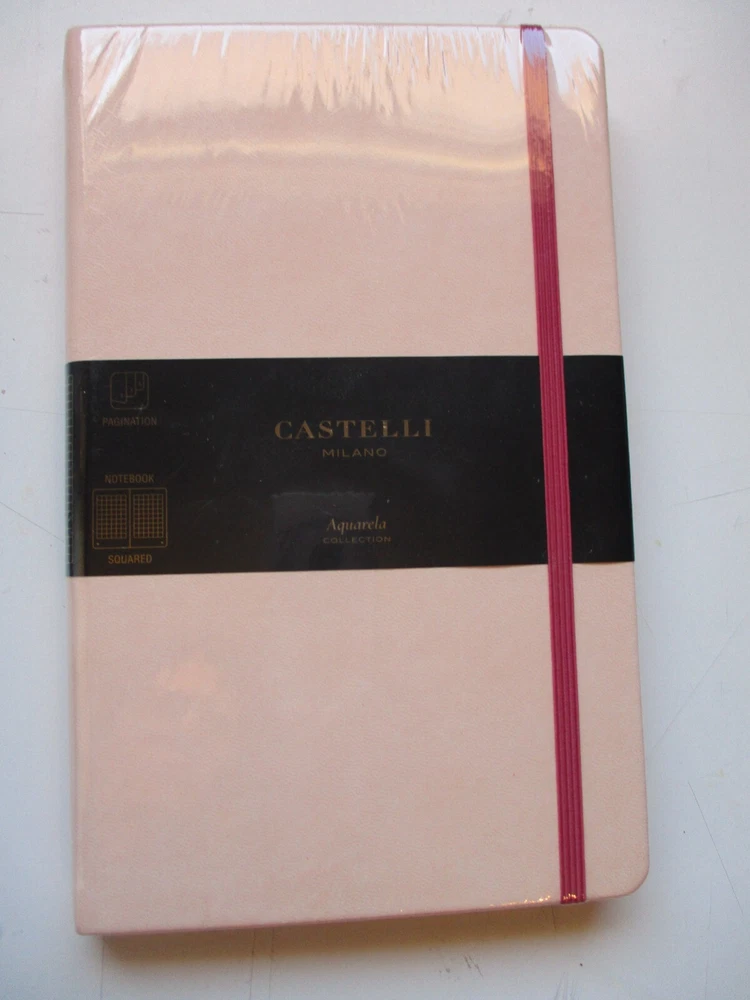 PAGINATION
CASTELLI
MILANO
NOTEBOOK
SQUARED
Aquarela
COLLECTION